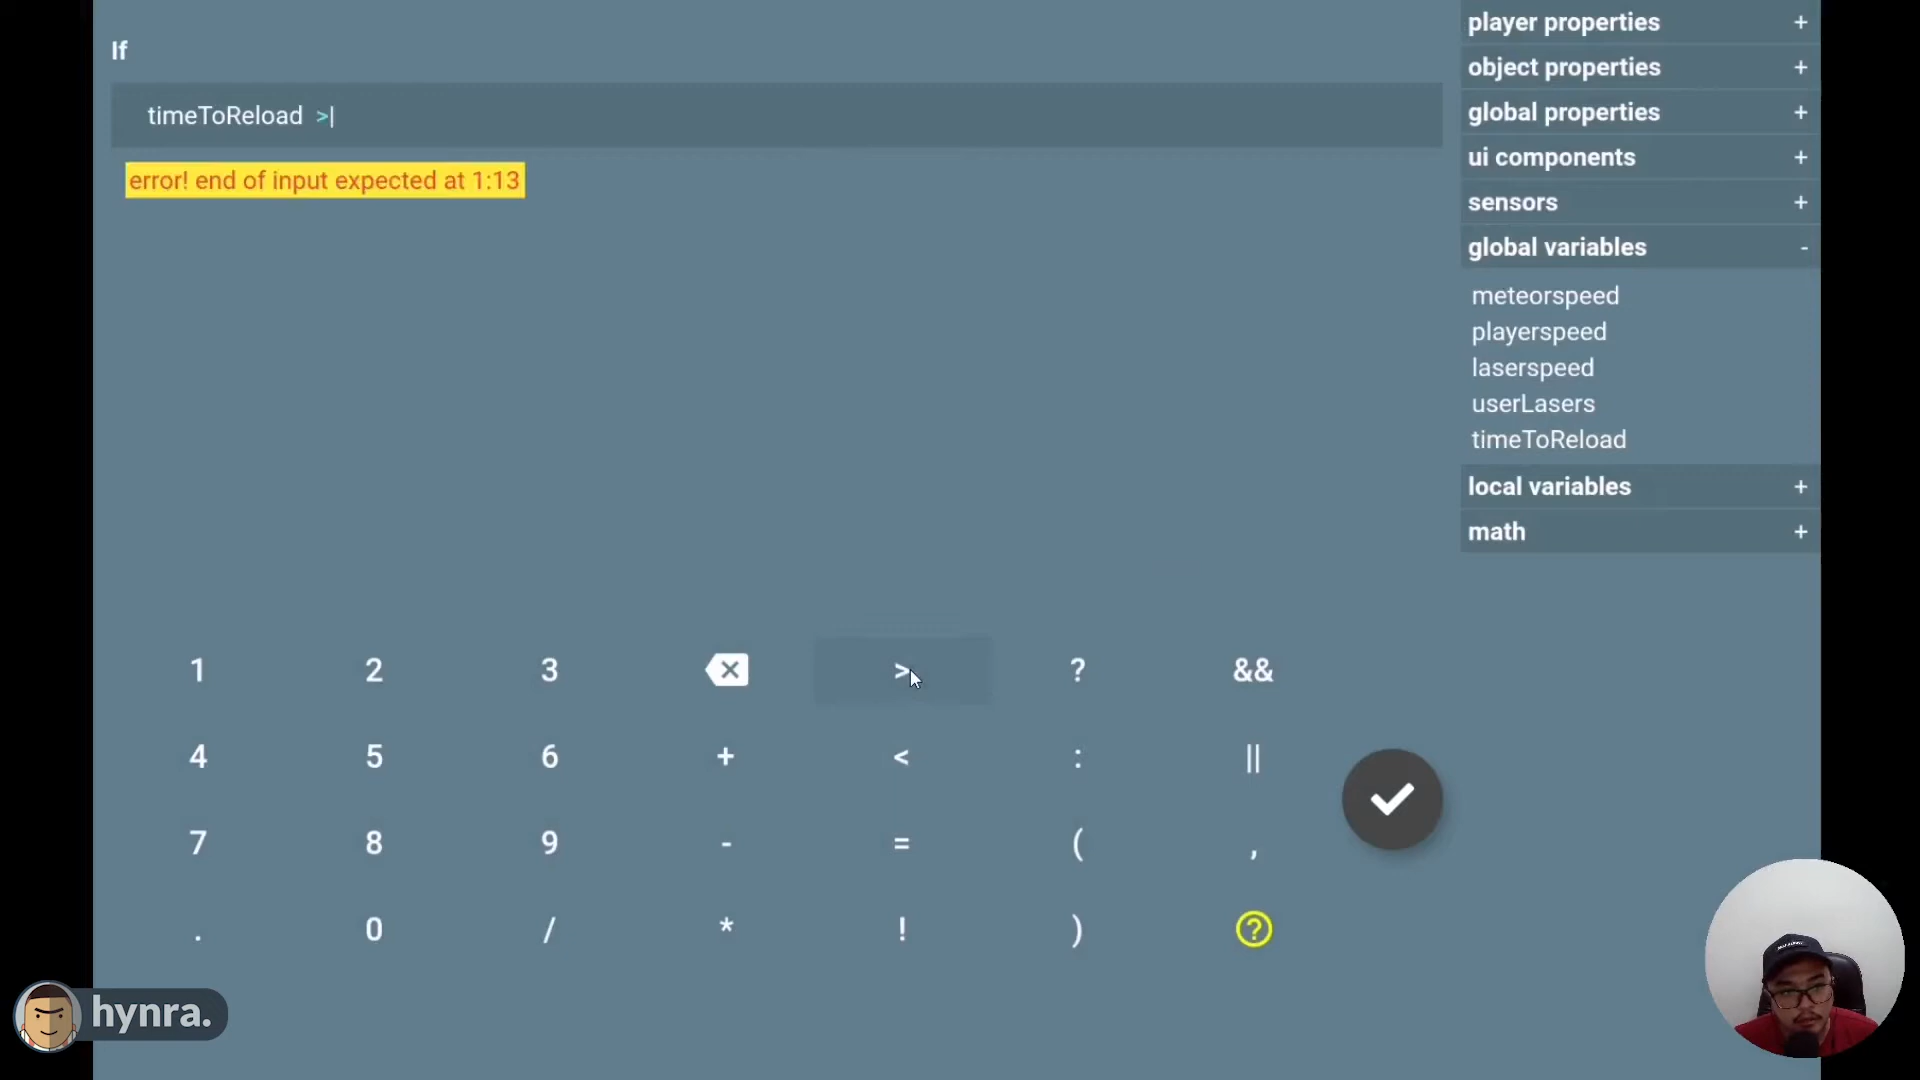 If
timeToReload >
error! end of input expected at 1:13
player properties +
object properties +
global properties +
ui components +
sensors +
global variables -
meteorspeed
playerspeed
laserspeed
userLasers
timeToReload
local variables +
math +
1 2 3 > ? &&
4 5 6 + < : ||
7 8 9 - = ( ,
. 0 / * ! ) ?
hynra.